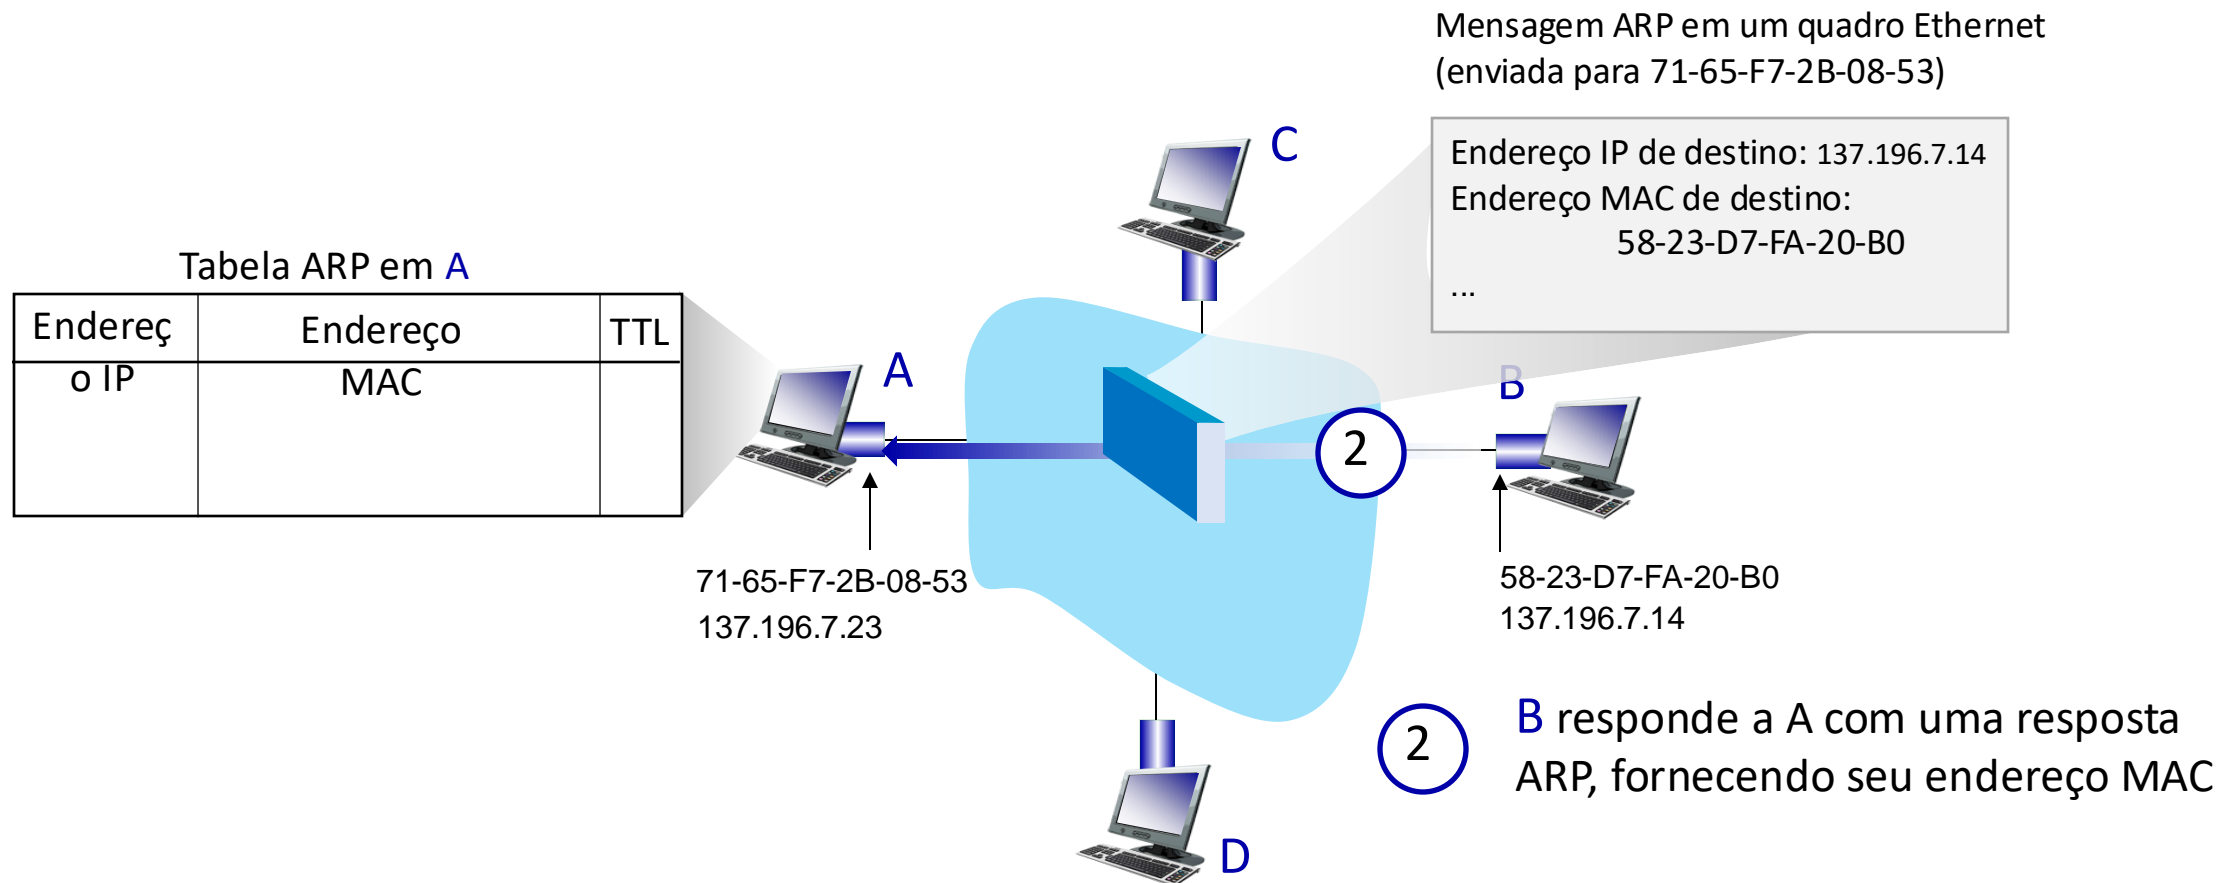 Mensagem ARP em um quadro Ethernet
(enviada para 71-65-F7-2B-08-53)
Endereço IP de destino: 137.196.7.14
Endereço MAC de destino:
58-23-D7-FA-20-B0
...
C
Tabela ARP em A
Endereç
o IP
Endereço
MAC
TTL
A
B
2
71-65-F7-2B-08-53
137.196.7.23
58-23-D7-FA-20-B0
137.196.7.14
2
B responde a A com uma resposta
ARP, fornecendo seu endereço MAC
D